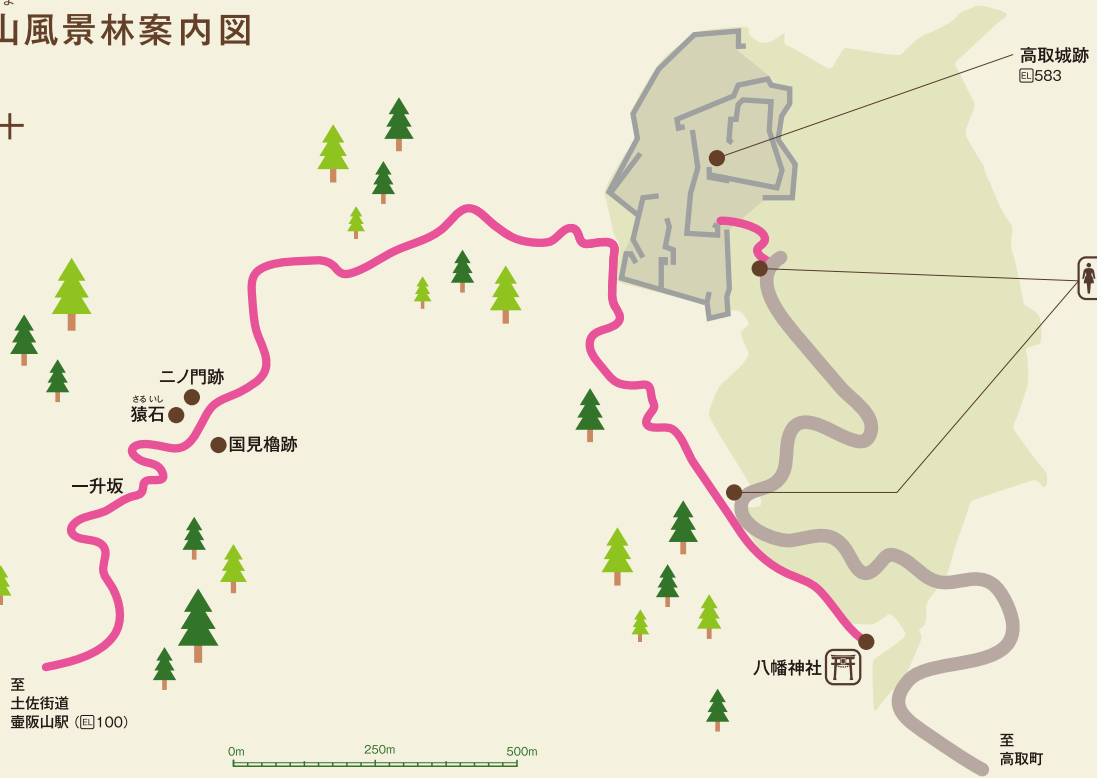 よ
山風景林案内図
高取城跡
EL583
二ノ門跡
さる いし
猿石
国見櫓跡
一升坂
八幡神社
至
土佐街道
壷阪山駅 (EL100)
0m 250m 500m
至
高取町